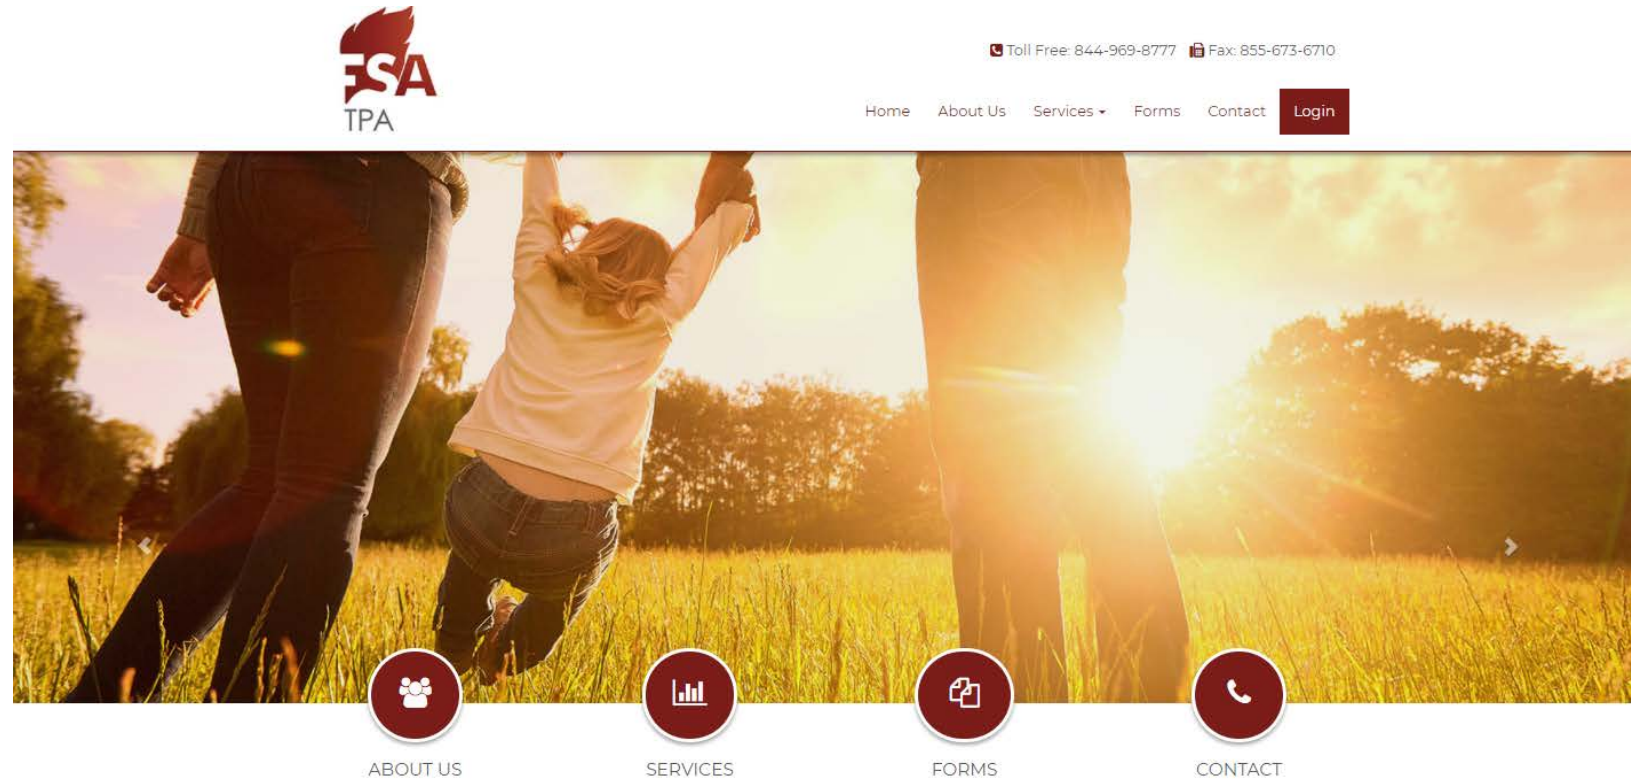 FSA
TPA
Toll Free: 844-969-8777 Fax: 855-673-6710
Home About Us Services Forms Contact Login
ABOUT US SERVICES FORMS CONTACT